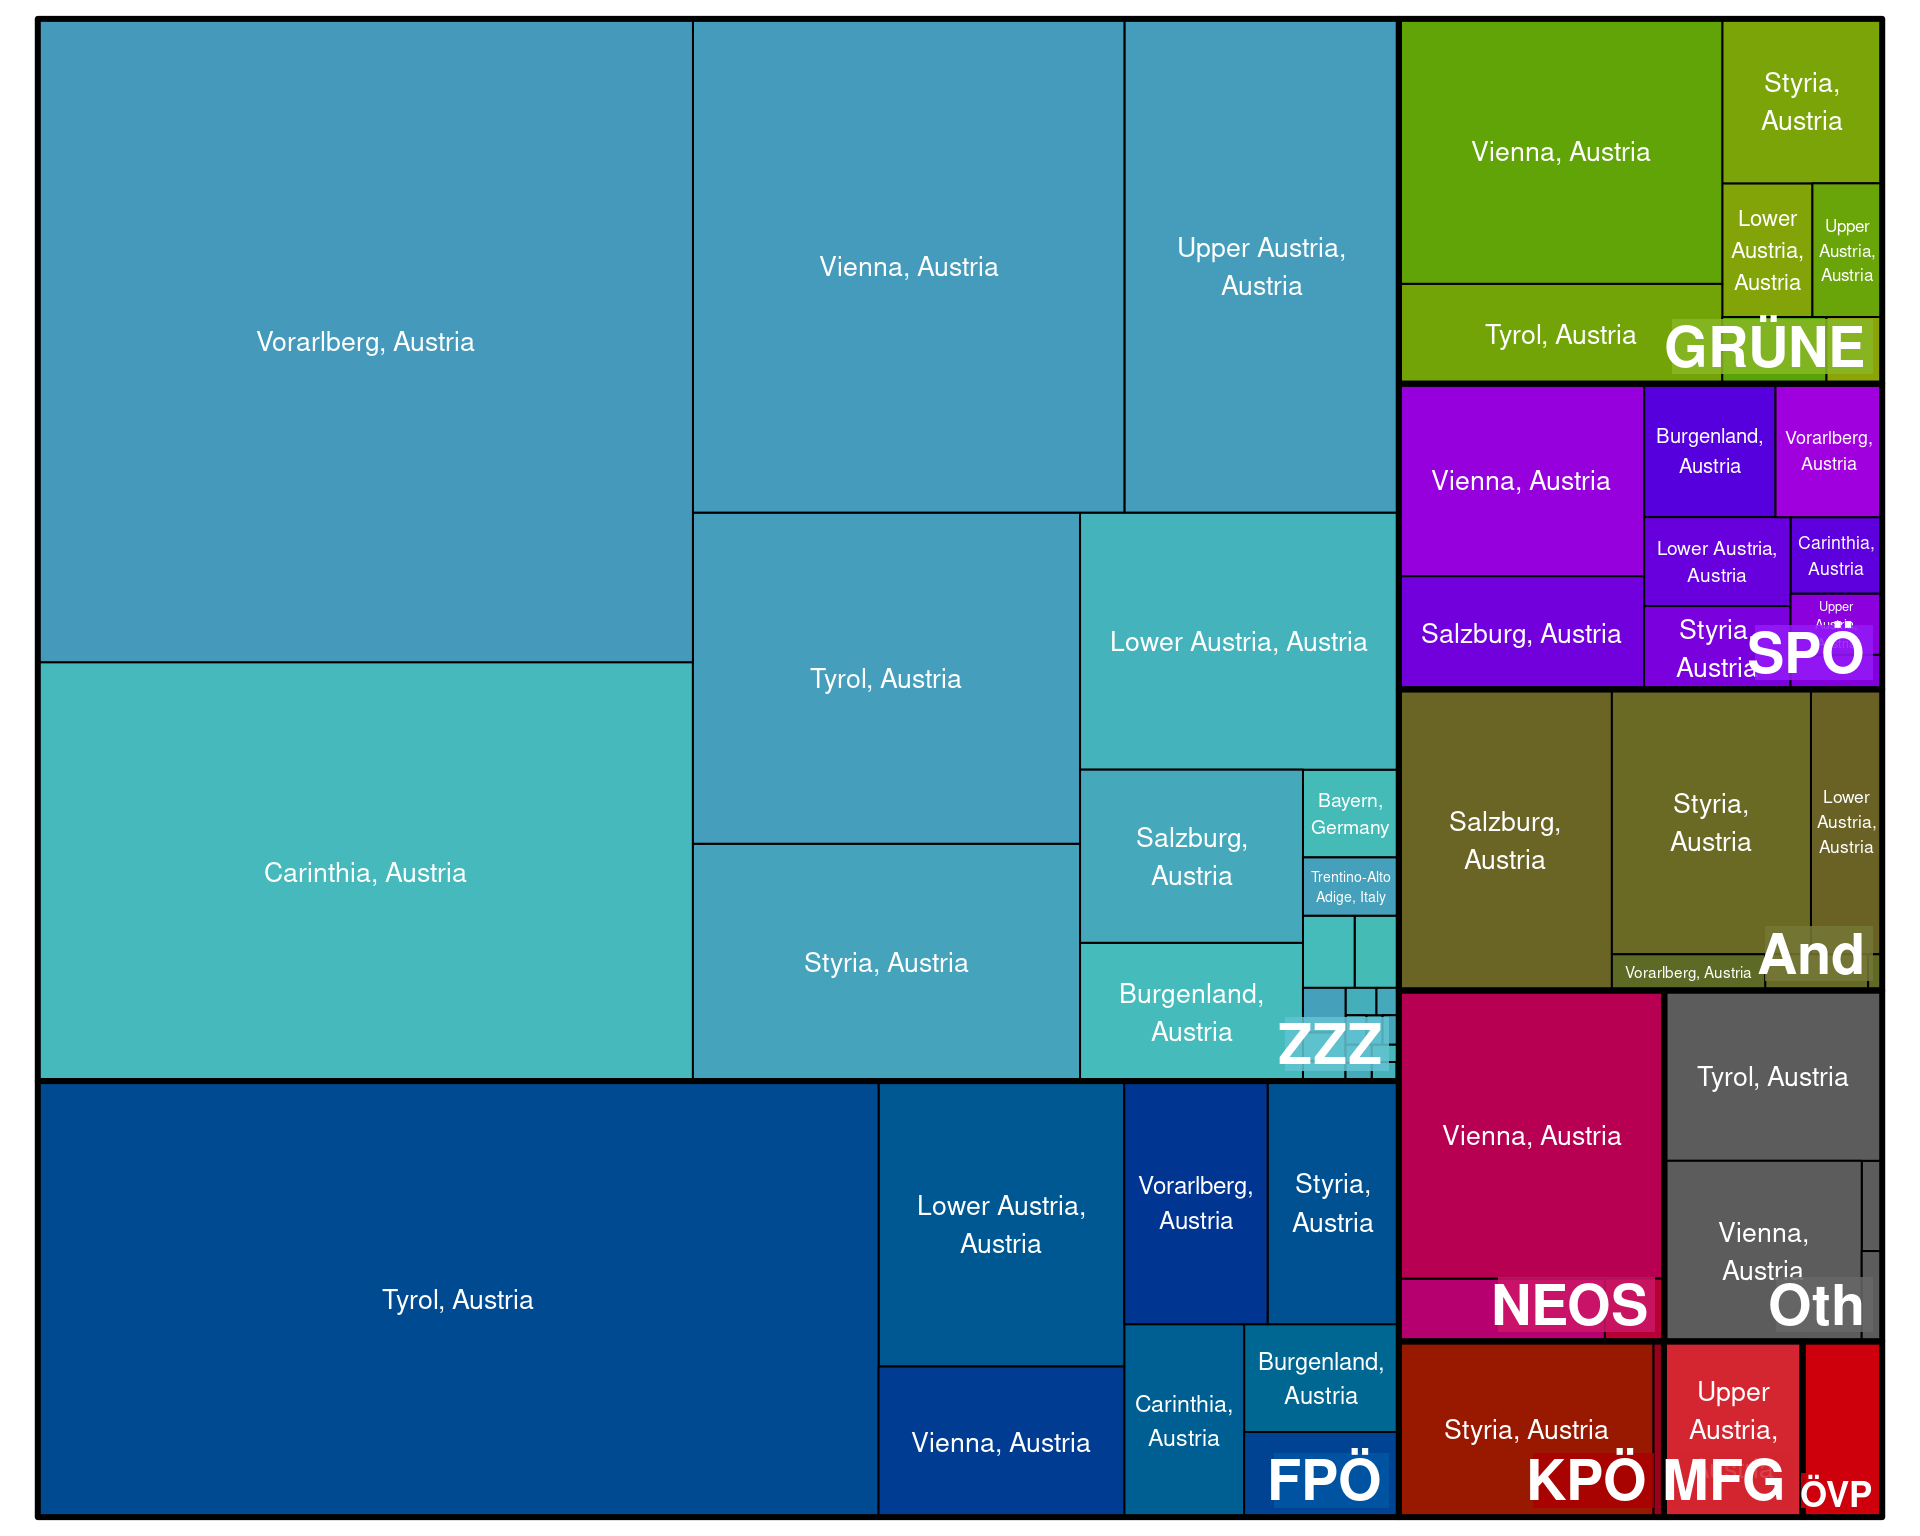 Vorarlberg, Austria
Vienna, Austria
Upper Austria,
Austria
Carinthia, Austria
Tyrol, Austria
Lower Austria, Austria
Styria, Austria
Salzburg,
Austria
Bayern,
Germany
Trentino-Alto
Adige, Italy
Burgenland,
Austria
ZZZ
Tyrol, Austria
Lower Austria,
Austria
Vienna, Austria
Vorarlberg,
Austria
Styria,
Austria
Carinthia,
Austria
Burgenland,
Austria
FPÖ
Vienna, Austria
Styria,
Austria
Lower
Austria,
Austria
Upper
Austria,
Austria
Tyrol, Austria
GRÜNE
Vienna, Austria
Burgenland,
Austria
Vorarlberg,
Austria
Lower Austria,
Austria
Carinthia,
Austria
Salzburg, Austria
Styria,
Austria
Upper
SPÖ
Salzburg,
Austria
Styria,
Austria
Lower
Austria,
Austria
Vorarlberg, Austria
And
Vienna, Austria
NEOS
Tyrol, Austria
Vienna,
Austria
Oth
Styria, Austria
KPÖ
Upper
Austria,
MFG
ÖVP